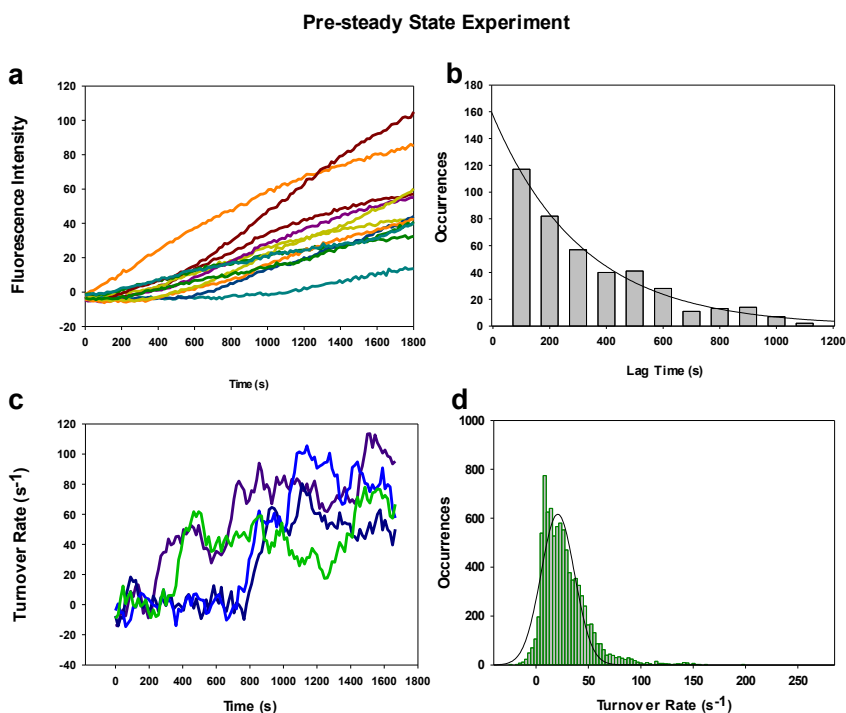 Pre-steady State Experiment
a
Fluorescence Intensity
120
100
80
60
40
20
0
-20
0 200 400 600 800 1000 1200 1400 1600 1800
Time (s)
b
Occurrences
180
160
140
120
100
80
60
40
20
0
0 200 400 600 800 1000 1200
Lag Time (s)
c
Turnover Rate (s-1)
120
100
80
60
40
20
0
-20
-40
0 200 400 600 800 1000 1200 1400 1600 1800
Time (s)
d
Occurrences
1000
800
600
400
200
0
0 50 100 150 200 250
Turnover Rate (s-1)